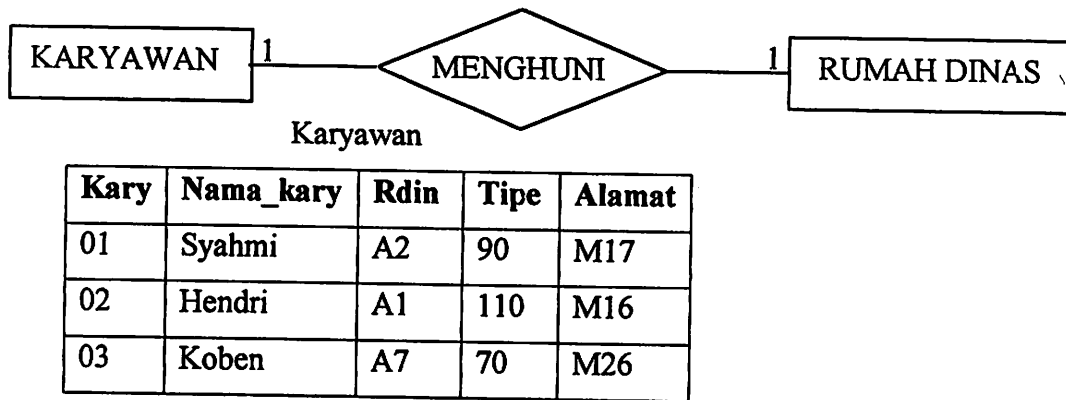 KARYAWAN 1 MENGHUNI 1 RUMAH DINAS
Karyawan
Kary Nama_kary Rdin Tipe Alamat
01 Syahmi A2 90 M17
02 Hendri A1 110 M16
03 Koben A7 70 M26